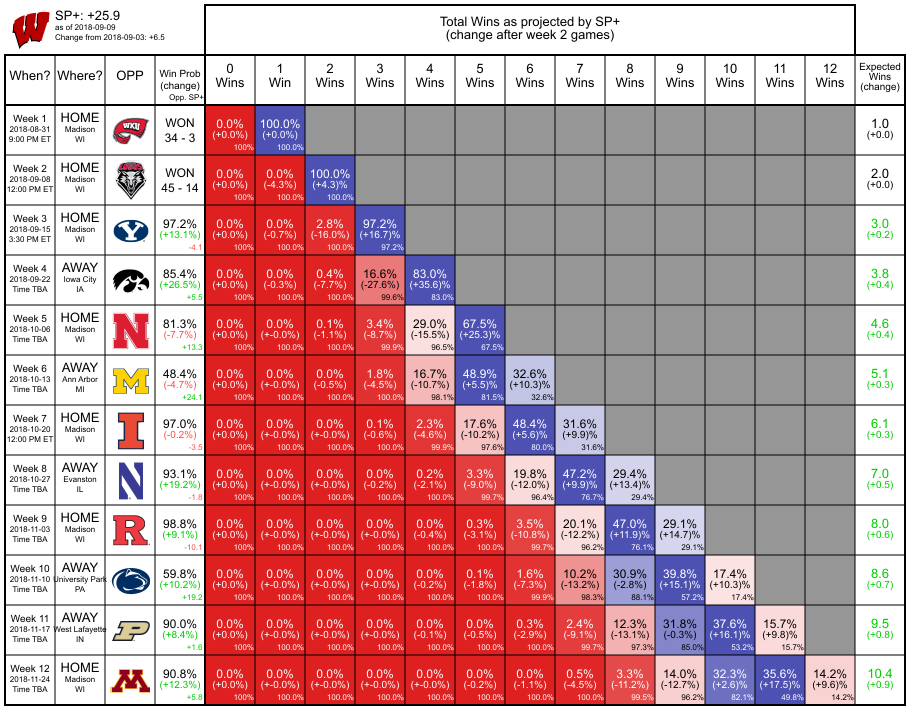 SP+: +25.9
as of 2018-09-09
Change from 2018-09-03: +6.5
Total Wins as projected by SP+
(change after week 2 games)
When? Where? OPP Win Prob (change) Opp. SP+ 0 Wins 1 Win 2 Wins 3 Wins 4 Wins 5 Wins 6 Wins 7 Wins 8 Wins 9 Wins 10 Wins 11 Wins 12 Wins Expected Wins (change)
Week 1 HOME WKU WON 0.0% 100.0% 1.0
2018-08-31 Madison 34 - 3 (+0.0%) (+0.0%) (+0.0)
9:00 PM ET WI 100% 100.0%
Week 2 HOME WON 0.0% 0.0% 100.0% 2.0
2018-09-08 Madison 45 - 14 (+0.0%) (-4.3%) (+4.3)% (+0.0)
12:00 PM ET WI 100% 100.0% 100.0%
Week 3 HOME Y 97.2% 0.0% 0.0% 2.8% 97.2% 3.0
2018-09-15 Madison (+13.1%) (+0.0%) (-0.7%) (-16.0%) (+16.7)% (+0.2)
3:30 PM ET WI -4.1 100% 100.0% 100.0% 97.2%
Week 4 AWAY 85.4% 0.0% 0.0% 0.4% 16.6% 83.0% 3.8
2018-09-22 Iowa City (+26.5%) (+0.0%) (-0.3%) (-7.7%) (-27.6%) (+35.6)% (+0.4)
Time TBA IA +5.5 100% 100.0% 100.0% 99.6% 83.0%
Week 5 HOME N 81.3% 0.0% 0.0% 0.1% 3.4% 29.0% 67.5% 4.6
2018-10-06 Madison (-7.7%) (+0.0%) (+-0.0%) (-1.1%) (-8.7%) (-15.5%) (+25.3)% (+0.4)
Time TBA WI +13.3 100% 100.0% 100.0% 99.9% 96.5% 67.5%
Week 6 AWAY M 48.4% 0.0% 0.0% 0.0% 1.8% 16.7% 48.9% 32.6% 5.1
2018-10-13 Ann Arbor (-4.7%) (+0.0%) (+-0.0%) (-0.5%) (-4.5%) (-10.7%) (+5.5)% (+10.3)% (+0.3)
Time TBA MI +24.1 100% 100.0% 100.0% 100.0% 98.1% 81.5% 32.6%
Week 7 HOME I 97.0% 0.0% 0.0% 0.0% 0.1% 2.3% 17.6% 48.4% 31.6% 6.1
2018-10-20 Madison (-0.2%) (+0.0%) (+-0.0%) (+-0.0%) (-0.6%) (-4.6%) (-10.2%) (+5.6)% (+9.9)% (+0.3)
12:00 PM ET WI -3.5 100% 100.0% 100.0% 100.0% 99.9% 97.6% 80.0% 31.6%
Week 8 AWAY N 93.1% 0.0% 0.0% 0.0% 0.0% 0.2% 3.3% 19.8% 47.2% 29.4% 7.0
2018-10-27 Evanston (+19.2%) (+0.0%) (+-0.0%) (+-0.0%) (-0.2%) (-2.1%) (-9.0%) (-12.0%) (+9.9)% (+13.4)% (+0.5)
Time TBA IL -1.8 100% 100.0% 100.0% 100.0% 100.0% 99.7% 96.4% 76.7% 29.4%
Week 9 HOME R 98.8% 0.0% 0.0% 0.0% 0.0% 0.0% 0.3% 3.5% 20.1% 47.0% 29.1% 8.0
2018-11-03 Madison (+9.1%) (+0.0%) (+-0.0%) (+-0.0%) (+-0.0%) (-0.4%) (-3.1%) (-10.8%) (-12.2%) (+11.9)% (+14.7)% (+0.6)
Time TBA WI -10.1 100% 100.0% 100.0% 100.0% 100.0% 100.0% 99.7% 96.2% 76.1% 29.1%
Week 10 AWAY 59.8% 0.0% 0.0% 0.0% 0.0% 0.0% 0.1% 1.6% 10.2% 30.9% 39.8% 17.4% 8.6
2018-11-10 University Park (+10.2%) (+0.0%) (+-0.0%) (+-0.0%) (+-0.0%) (-0.2%) (-1.8%) (-7.3%) (-13.2%) (-2.8%) (+15.1)% (+10.3)% (+0.7)
Time TBA PA +19.2 100% 100.0% 100.0% 100.0% 100.0% 100.0% 99.9% 98.3% 88.1% 57.2% 17.4%
Week 11 AWAY P 90.0% 0.0% 0.0% 0.0% 0.0% 0.0% 0.0% 0.3% 2.4% 12.3% 31.8% 37.6% 15.7% 9.5
2018-11-17 West Lafayette (+8.4%) (+0.0%) (+-0.0%) (+-0.0%) (+-0.0%) (-0.1%) (-0.5%) (-2.9%) (-9.1%) (-13.1%) (-0.3%) (+16.1)% (+9.8)% (+0.8)
Time TBA IN +1.6 100% 100.0% 100.0% 100.0% 100.0% 100.0% 100.0% 99.7% 97.3% 85.0% 53.2% 15.7%
Week 12 HOME M 90.8% 0.0% 0.0% 0.0% 0.0% 0.0% 0.0% 0.0% 0.5% 3.3% 14.0% 32.3% 35.6% 14.2% 10.4
2018-11-24 Madison (+12.3%) (+0.0%) (+-0.0%) (+-0.0%) (+-0.0%) (+-0.0%) (-0.2%) (-1.1%) (-4.5%) (-11.2%) (-12.7%) (+2.6)% (+17.5)% (+9.6)% (+0.9)
Time TBA WI +5.8 100% 100.0% 100.0% 100.0% 100.0% 100.0% 100.0% 100.0% 99.5% 96.2% 82.1% 49.8% 14.2%